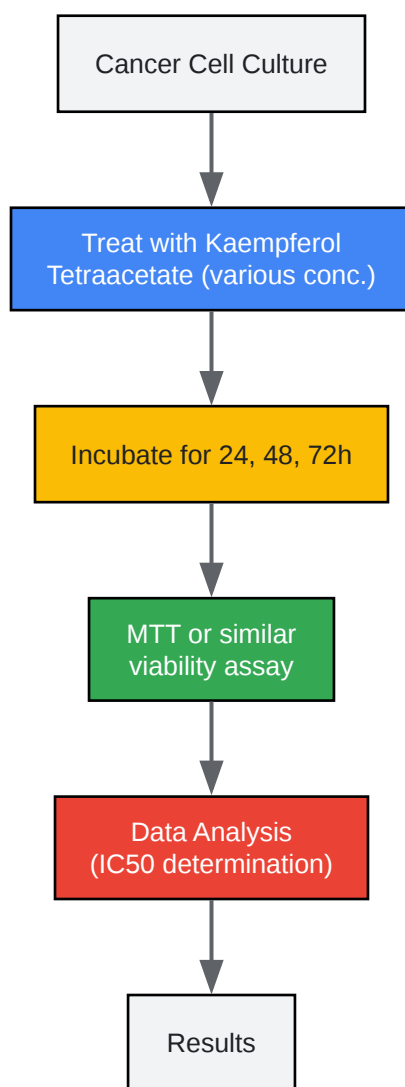 Cancer Cell Culture
Treat with Kaempferol
Tetraacetate (various conc.)
Incubate for 24, 48, 72h
MTT or similar
viability assay
Data Analysis
(IC50 determination)
Results